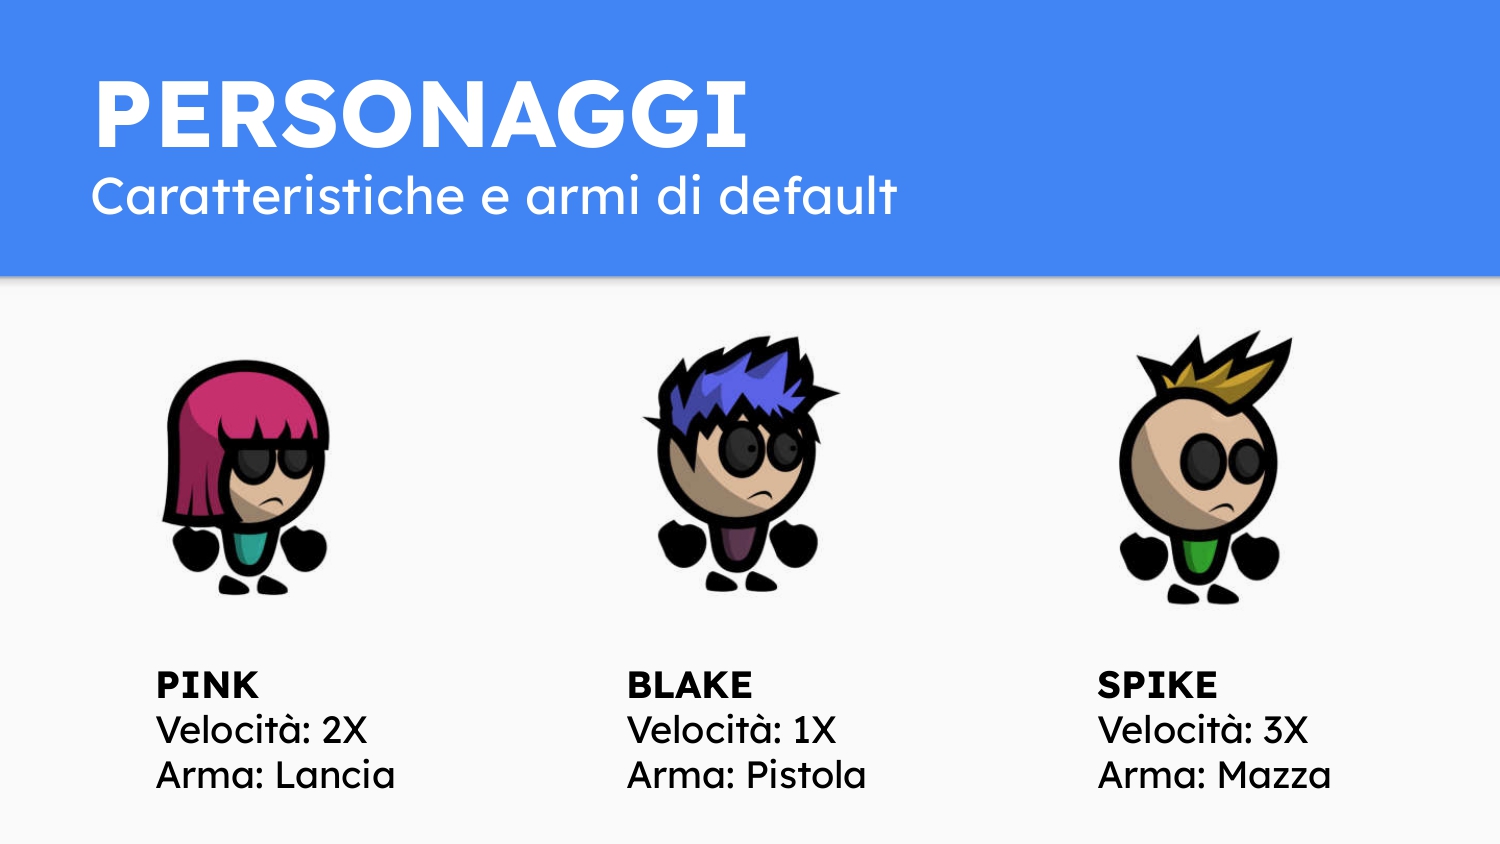 PERSONAGGI
Caratteristiche e armi di default
PINK
Velocità: 2X
Arma: Lancia
BLAKE
Velocità: 1X
Arma: Pistola
SPIKE
Velocità: 3X
Arma: Mazza